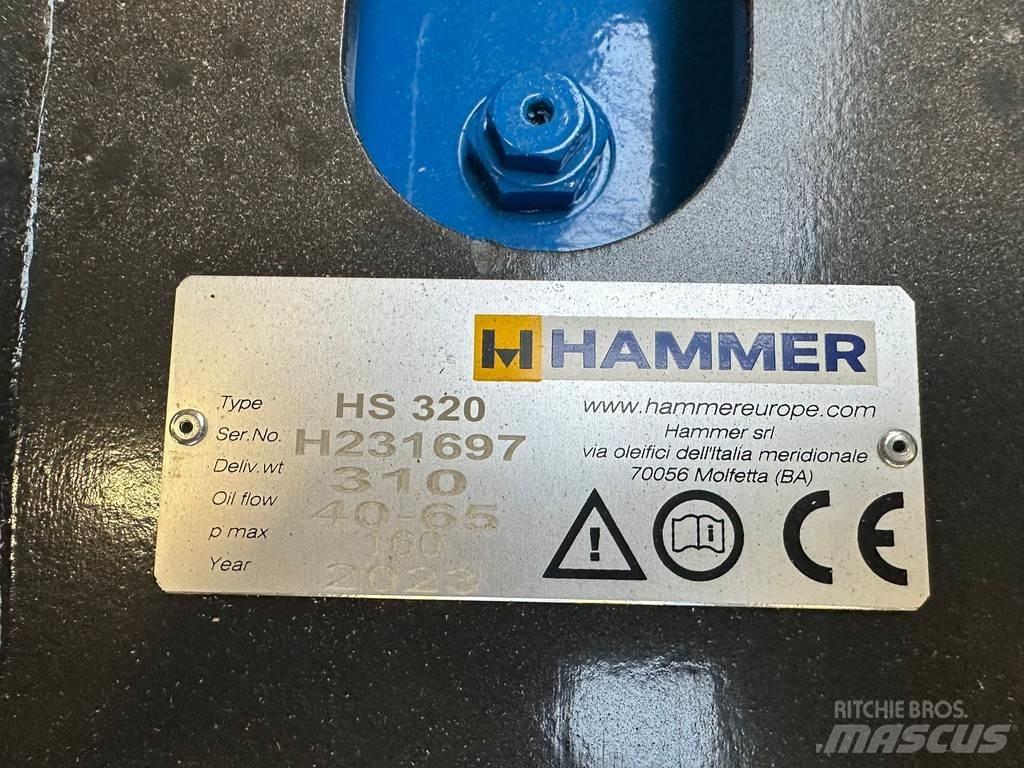 HAMMER
Type HS 320
Ser.No. H231697
Deliv.wt 310
Oil flow 40-65
p max 160
Year 2023
www.hammereurope.com
Hammer srl
via oleifici dell'Italia meridionale
70056 Molfetta (BA)
CE
RITCHIE BROS.
MASCUS